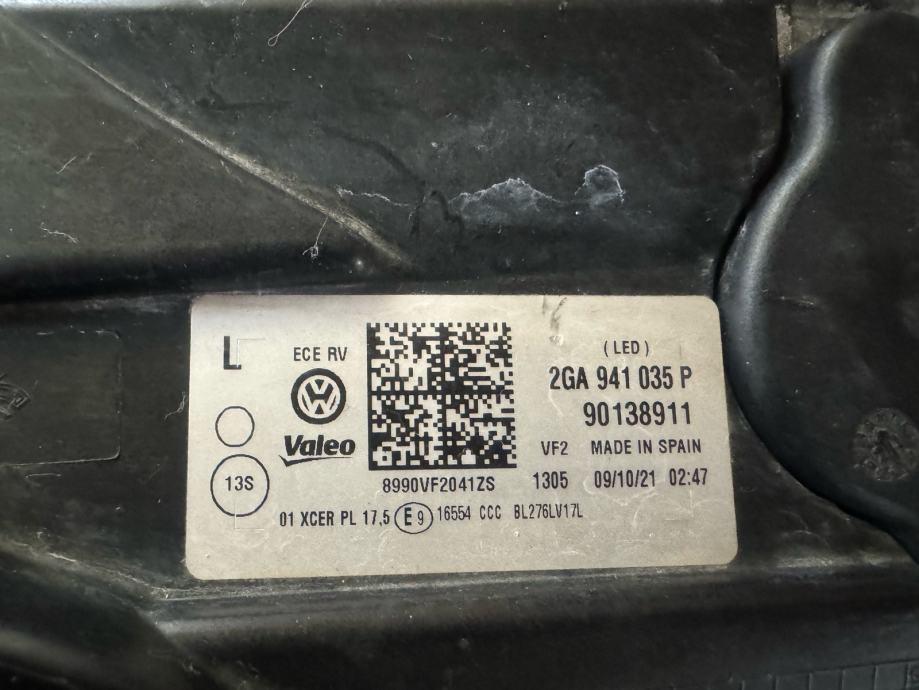 L
ECE RV
(LED)
2GA 941 035 P
90138911
Valeo
VF2 MADE IN SPAIN
13S
8990VF2041ZS
1305 09/10/21 02:47
01 XCER PL 17,5 E9 16554 CCC BL276LV17L